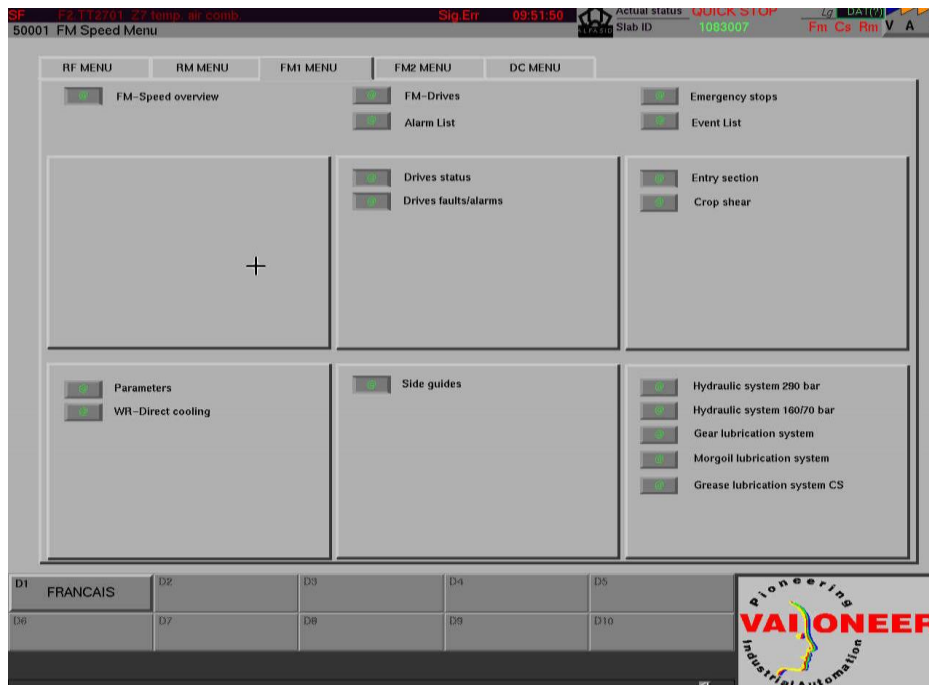 SF F2.TT2701 Z7 temp. air comb. Sig.Err 09:51:50 Actual status QUICK STOP Lg DAT(?)
50001 FM Speed Menu ALFASID Slab ID 1083007 Fm Cs Rm V A
RF MENU RM MENU FM1 MENU FM2 MENU DC MENU
@ FM-Speed overview @ FM-Drives @ Emergency stops
@ Alarm List @ Event List
@ Drives status @ Entry section
@ Drives faults/alarms @ Crop shear
@ Parameters @ Side guides @ Hydraulic system 290 bar
@ WR-Direct cooling @ Hydraulic system 160/70 bar
@ Gear lubrication system
@ Morgoil lubrication system
@ Grease lubrication system CS
D1 FRANCAIS D2 D3 D4 D5
D6 D7 D8 D9 D10
Pioneering
VAI ONEER
Industrial Automation